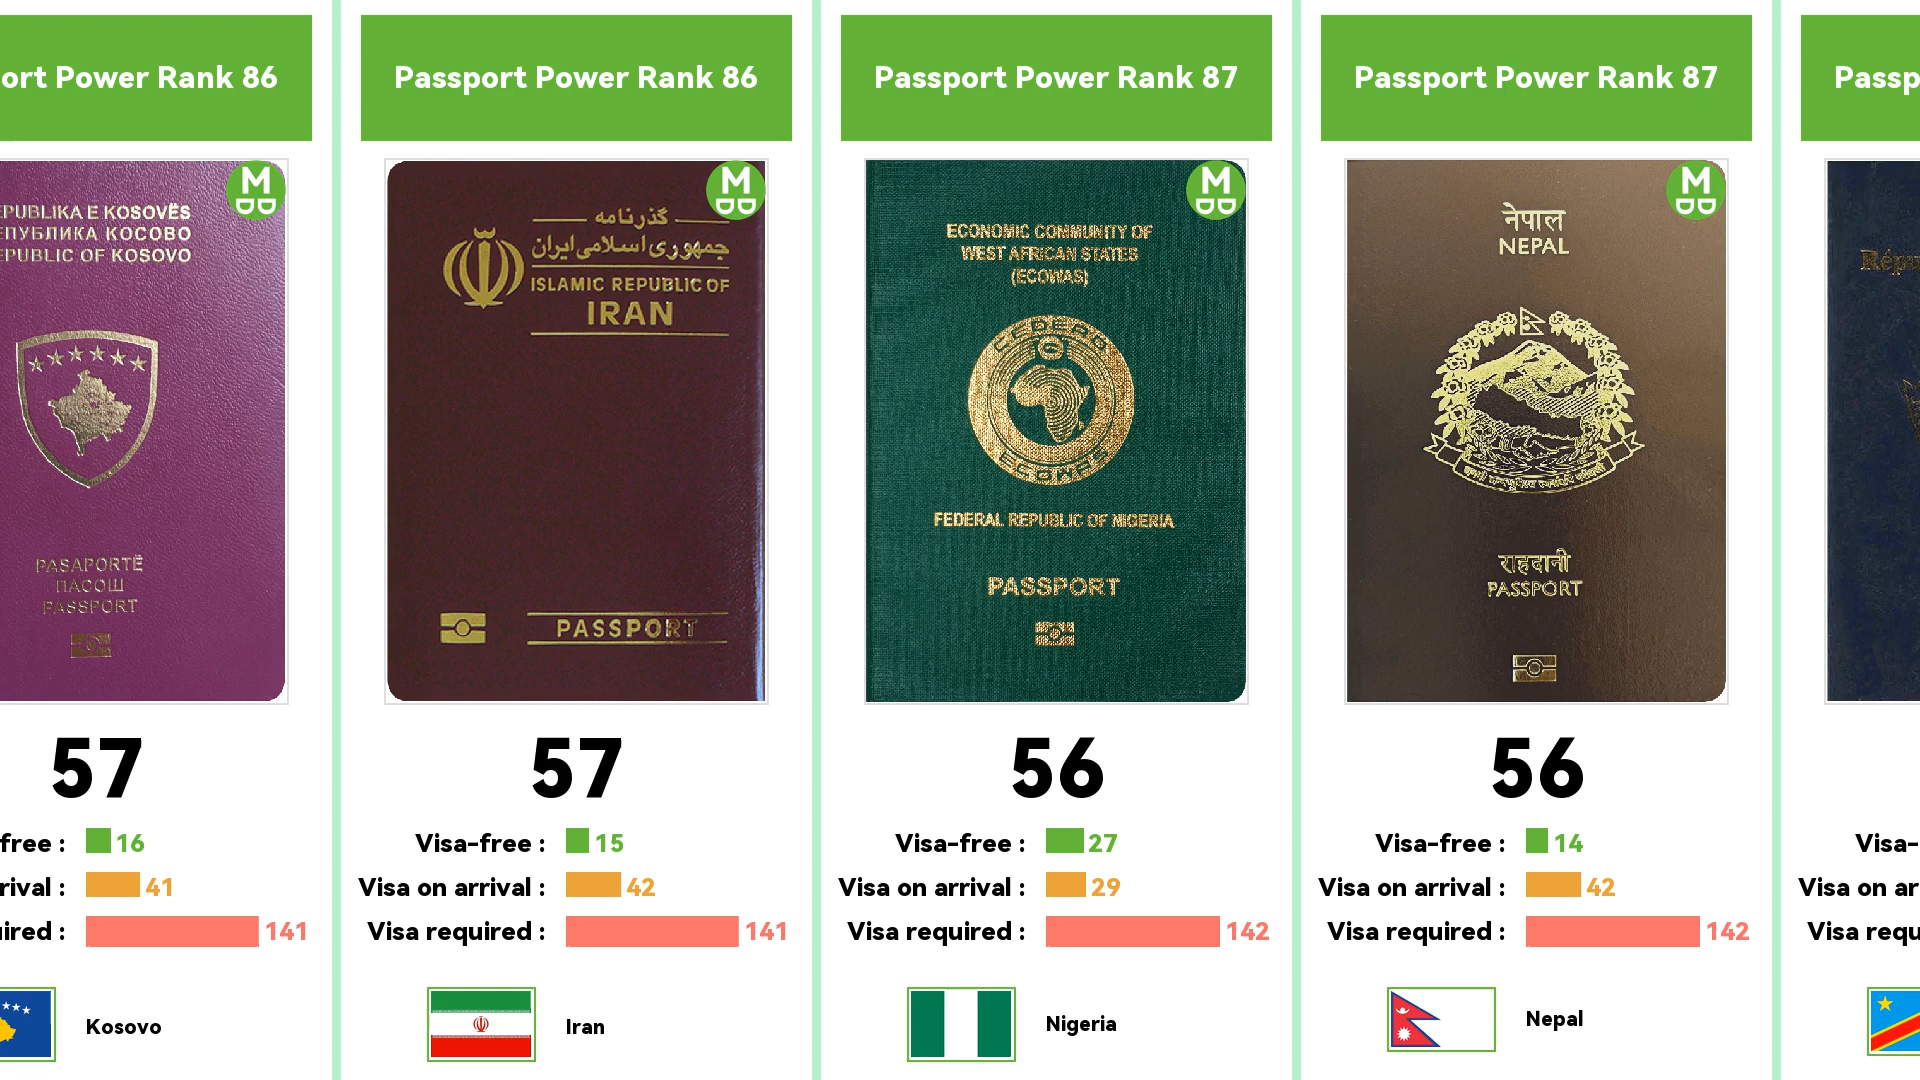 ort Power Rank 86
PUBLIKA E KOSOVËS
ЕПУБЛИКА КОСОВО
PUBLIC OF KOSOVO
PASAPORTË
ПАСОШ
PASSPORT
57
free : 16
rival : 41
ired : 141
Kosovo
Passport Power Rank 86
گذرنامه
جمهوری اسلامی ایران
ISLAMIC REPUBLIC OF
IRAN
PASSPORT
57
Visa-free : 15
Visa on arrival : 42
Visa required : 141
Iran
Passport Power Rank 87
ECONOMIC COMMUNITY OF
WEST AFRICAN STATES
(ECOWAS)
CEDEAO
ECOWAS
FEDERAL REPUBLIC OF NIGERIA
PASSPORT
56
Visa-free : 27
Visa on arrival : 29
Visa required : 142
Nigeria
Passport Power Rank 87
नेपाल
NEPAL
राहदानी
PASSPORT
56
Visa-free : 14
Visa on arrival : 42
Visa required : 142
Nepal
Passp
Répu
Visa-
Visa on ar
Visa requ